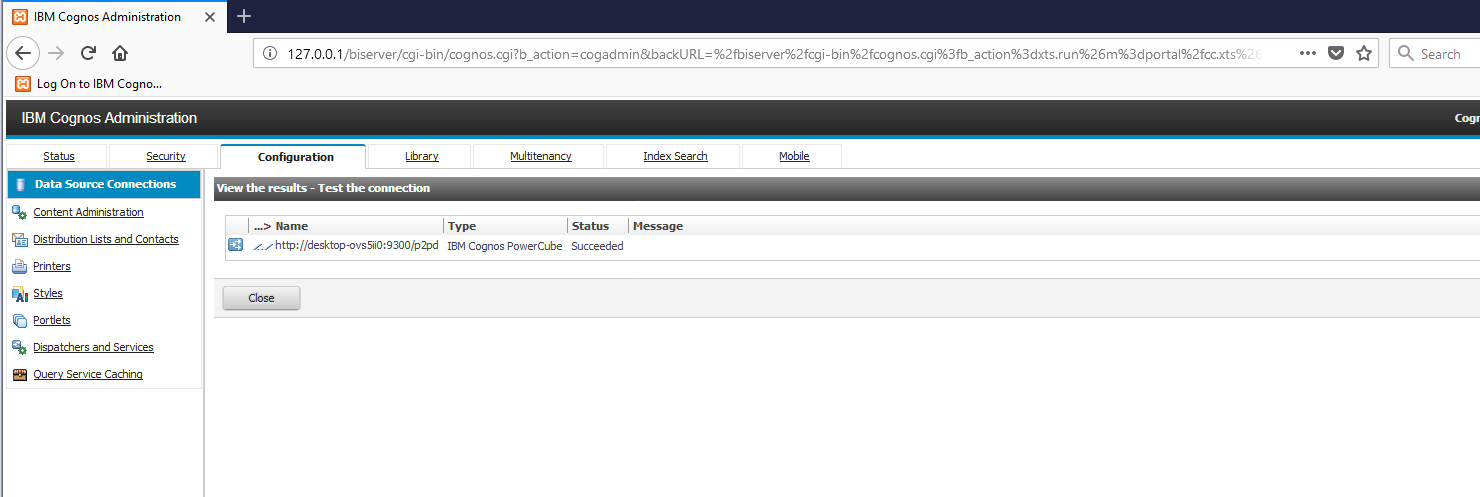 IBM Cognos Administration
127.0.0.1/biserver/cgi-bin/cognos.cgi?b_action=cogadmin&backURL=%2fbiserver%2fcgi-bin%2fcognos.cgi%3fb_action%3dxts.run%26m%3dportal%2fcc.xts%26
Search
Log On to IBM Cogno...
IBM Cognos Administration
Cogn
Status Security Configuration Library Multitenancy Index Search Mobile
Data Source Connections
View the results - Test the connection
Content Administration
Distribution Lists and Contacts
Printers
Styles
Portlets
Dispatchers and Services
Query Service Caching
...> Name Type Status Message
http://desktop-ovs5iii0:9300/p2pd IBM Cognos PowerCube Succeeded
Close